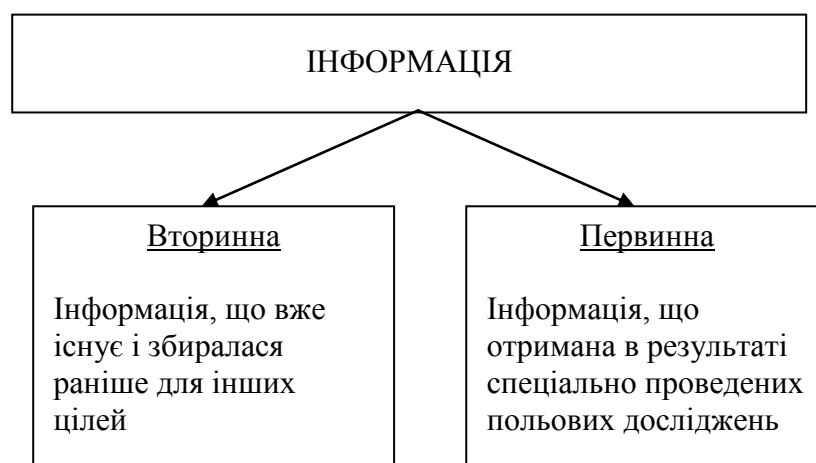 ІНФОРМАЦІЯ
Вторинна
Інформація, що вже
існує і збиралася
раніше для інших
цілей
Первинна
Інформація, що
отримана в результаті
спеціально проведених
польових досліджень